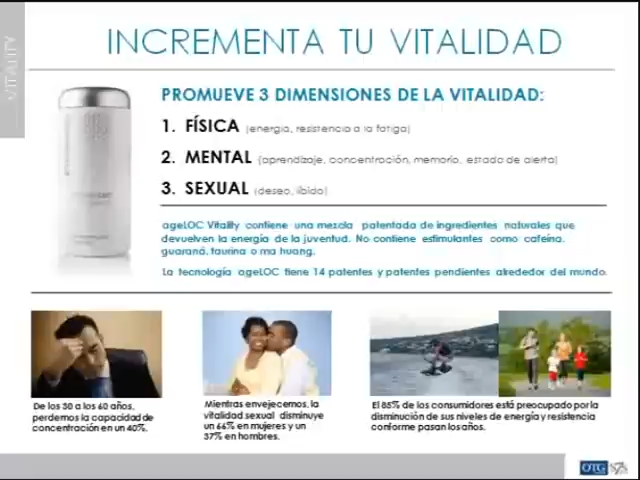 VITALITY
INCREMENTA TU VITALIDAD
PROMUEVE 3 DIMENSIONES DE LA VITALIDAD:
1. FÍSICA (energía, resistencia a la fatiga)
2. MENTAL (aprendizaje, concentración, memoria, estado de alerta)
3. SEXUAL (deseo, libido)
ageLOC Vitality contiene una mezcla patentada de ingredientes naturales que
devuelven la energía de la juventud. No contiene estimulantes como cafeína,
guaraná, taurina o ma huang.
La tecnología ageLOC tiene 14 patentes y patentes pendientes alrededor del mundo.
De los 30 a los 60 años,
perdemos la capacidad de
concentración en un 40%.
Mientras envejecemos, la
vitalidad sexual disminuye
un 66% en mujeres y un
37% en hombres.
El 85% de los consumidores está preocupado por la
disminución de sus niveles de energía y resistencia
conforme pasan los años.
OTG